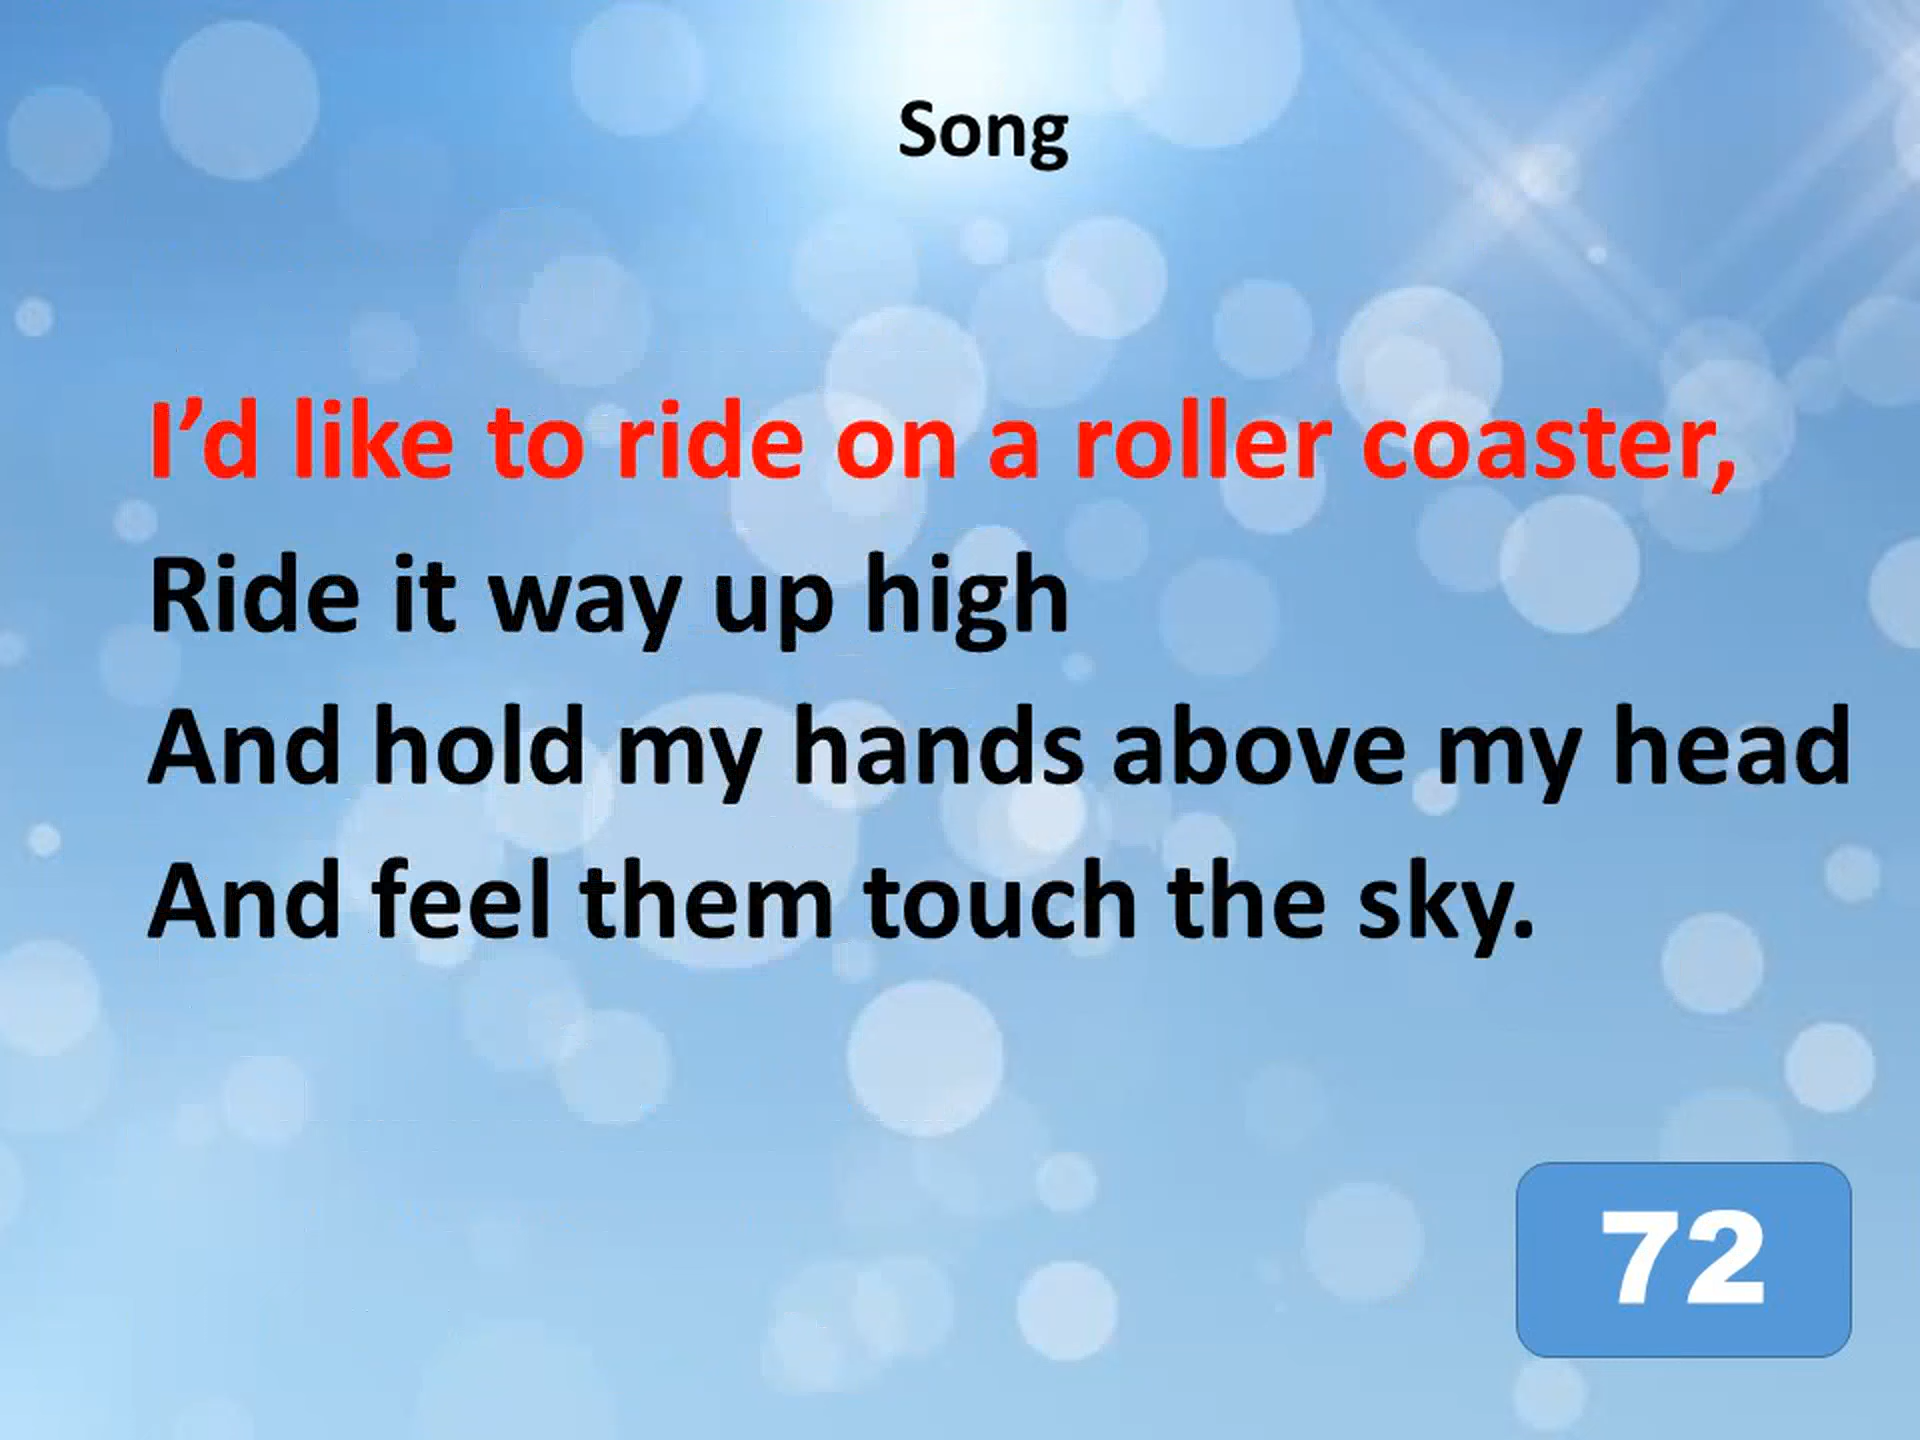 Song
I’d like to ride on a roller coaster,
Ride it way up high
And hold my hands above my head
And feel them touch the sky.
72